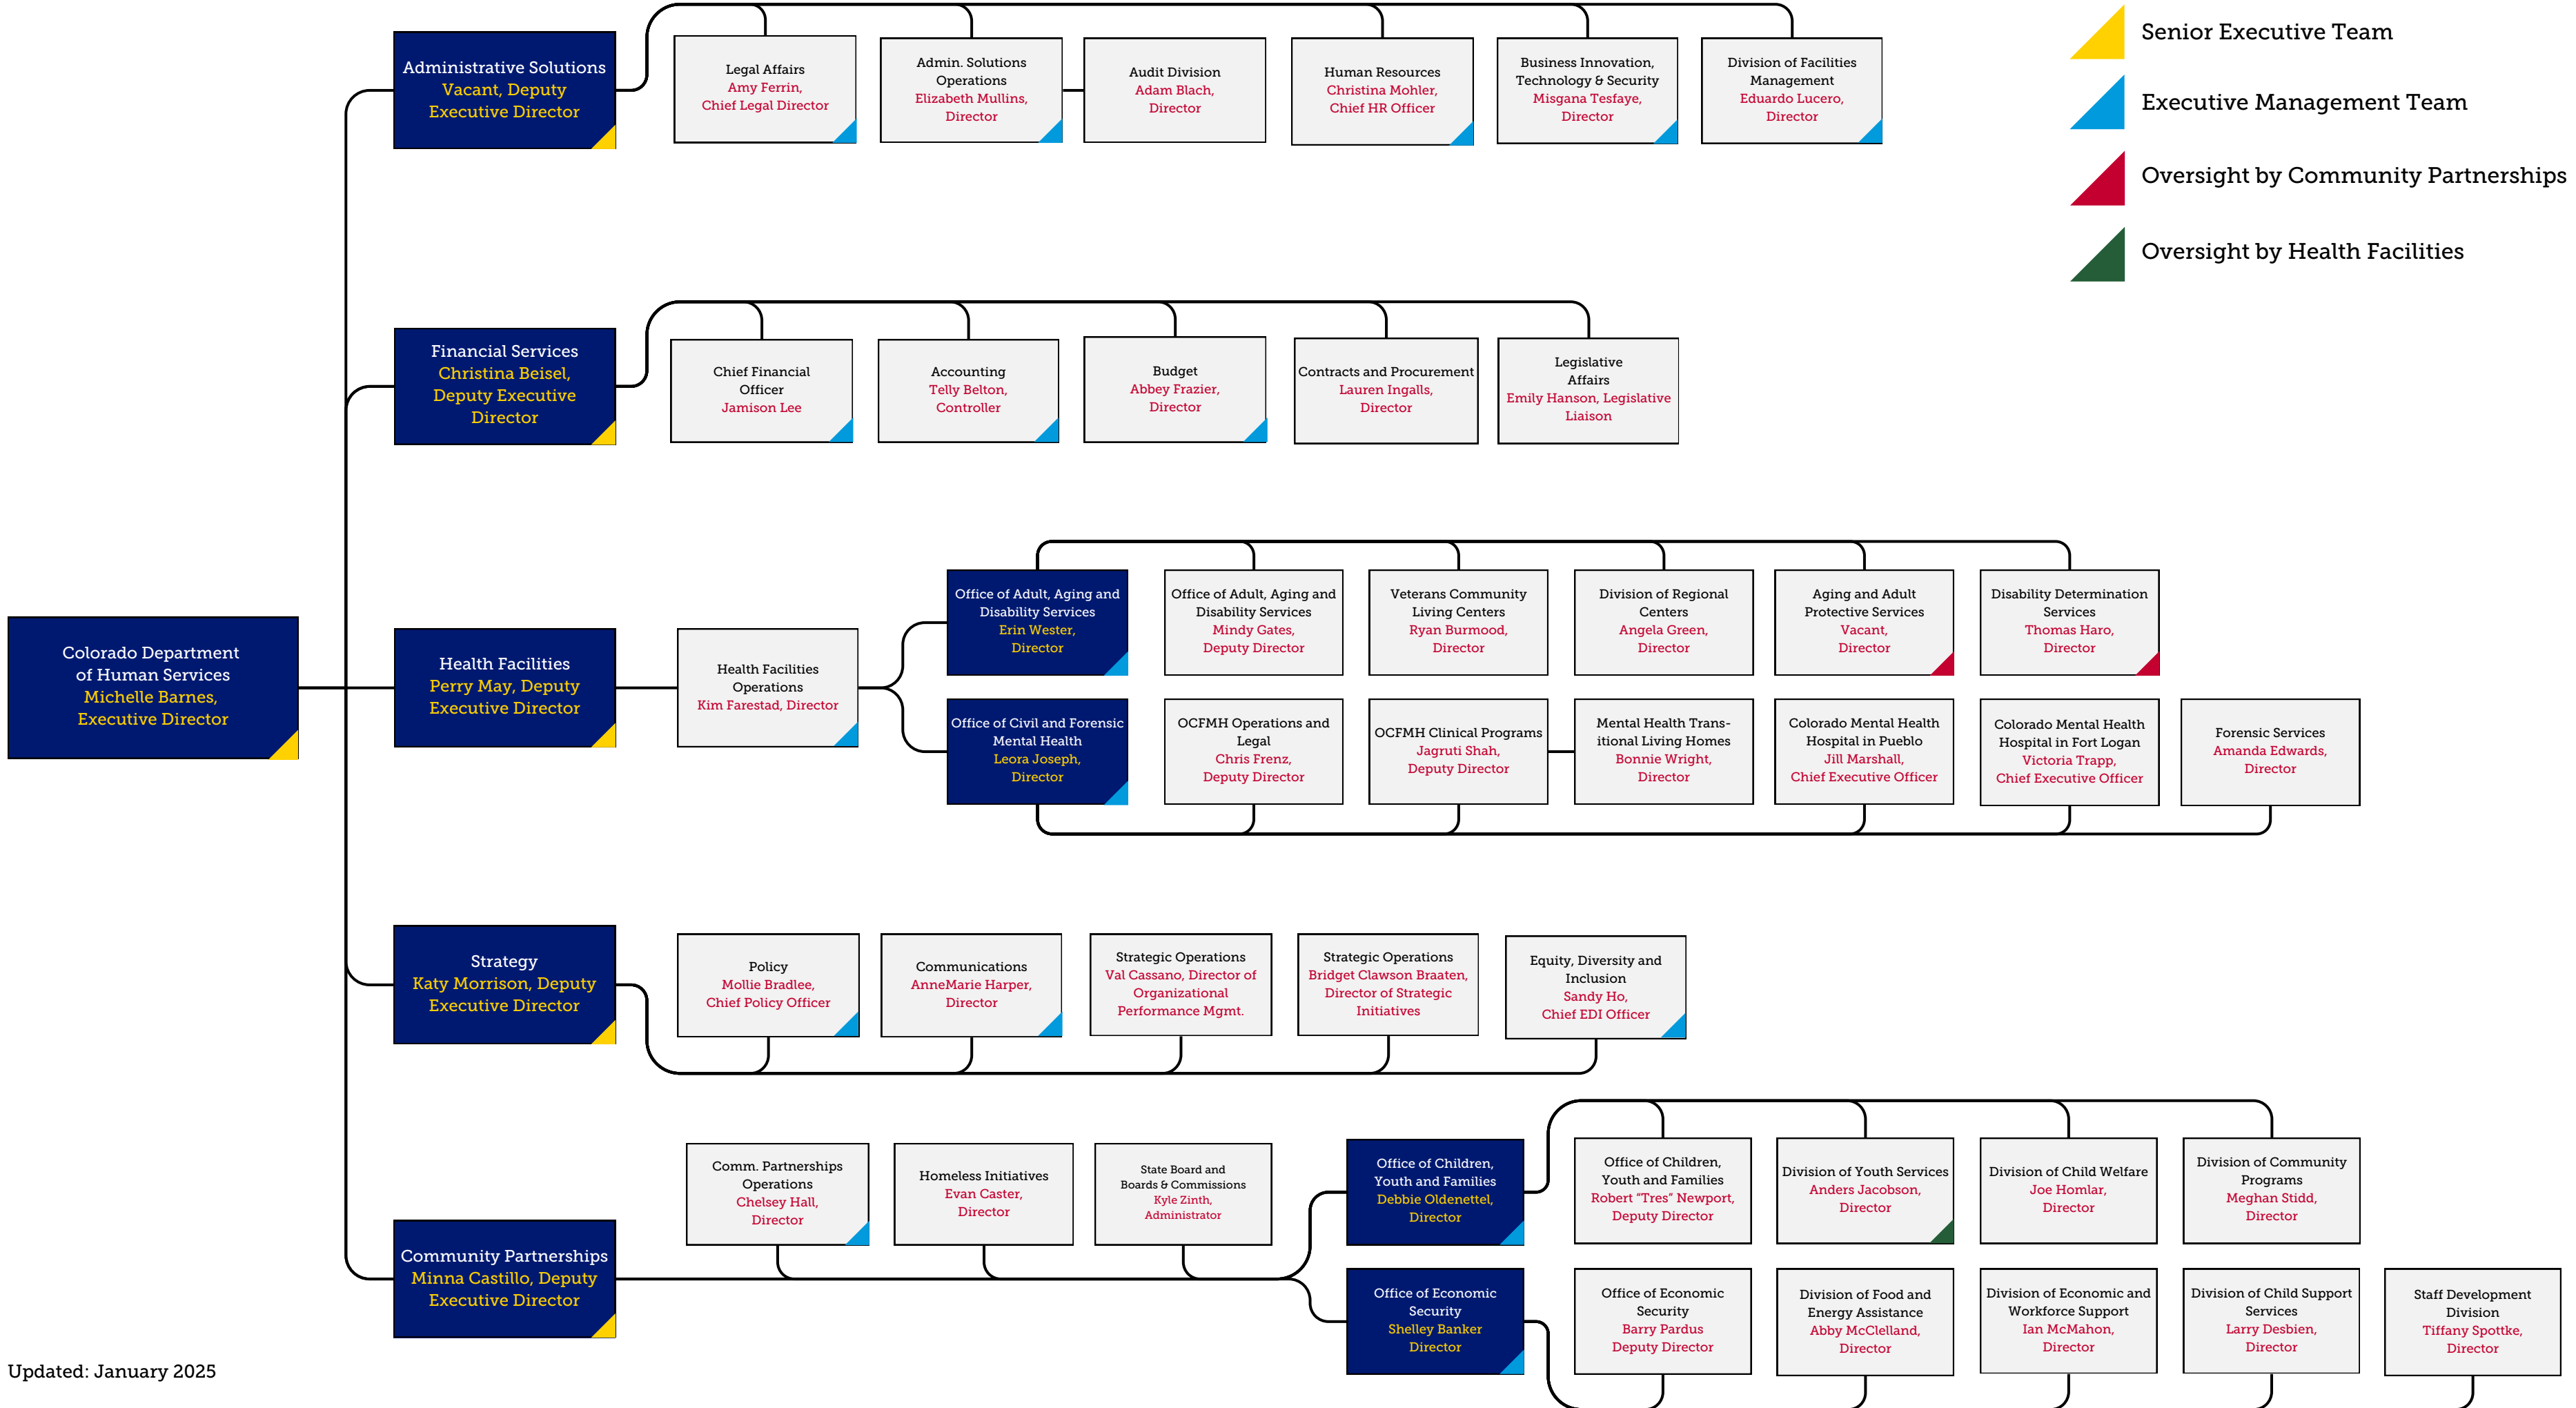 Administrative Solutions
Vacant, Deputy
Executive Director
Legal Affairs
Amy Ferrin,
Chief Legal Director
Admin. Solutions
Operations
Elizabeth Mullins,
Director
Audit Division
Adam Blach,
Director
Human Resources
Christina Mohler,
Chief HR Officer
Business Innovation,
Technology & Security
Misgana Tesfaye,
Director
Division of Facilities
Management
Eduardo Lucero,
Director
Senior Executive Team
Executive Management Team
Oversight by Community Partnerships
Oversight by Health Facilities
Financial Services
Christina Beisel,
Deputy Executive
Director
Chief Financial
Officer
Jamison Lee
Accounting
Telly Belton,
Controller
Budget
Abbey Frazier,
Director
Contracts and Procurement
Lauren Ingalls,
Director
Legislative
Affairs
Emily Hanson, Legislative
Liaison
Colorado Department
of Human Services
Michelle Barnes,
Executive Director
Health Facilities
Perry May, Deputy
Executive Director
Health Facilities
Operations
Kim Farestad, Director
Office of Adult, Aging and
Disability Services
Erin Wester,
Director
Office of Adult, Aging and
Disability Services
Mindy Gates,
Deputy Director
Veterans Community
Living Centers
Ryan Burmood,
Director
Division of Regional
Centers
Angela Green,
Director
Aging and Adult
Protective Services
Vacant,
Director
Disability Determination
Services
Thomas Haro,
Director
Office of Civil and Forensic
Mental Health
Leora Joseph,
Director
OCFMH Operations and
Legal
Chris Frenz,
Deputy Director
OCFMH Clinical Programs
Jagruti Shah,
Deputy Director
Mental Health Trans-
itional Living Homes
Bonnie Wright,
Director
Colorado Mental Health
Hospital in Pueblo
Jill Marshall,
Chief Executive Officer
Colorado Mental Health
Hospital in Fort Logan
Victoria Trapp,
Chief Executive Officer
Forensic Services
Amanda Edwards,
Director
Strategy
Katy Morrison, Deputy
Executive Director
Policy
Mollie Bradlee,
Chief Policy Officer
Communications
AnneMarie Harper,
Director
Strategic Operations
Val Cassano, Director of
Organizational
Performance Mgmt.
Strategic Operations
Bridget Clawson Braaten,
Director of Strategic
Initiatives
Equity, Diversity and
Inclusion
Sandy Ho,
Chief EDI Officer
Community Partnerships
Minna Castillo, Deputy
Executive Director
Comm. Partnerships
Operations
Chelsey Hall,
Director
Homeless Initiatives
Evan Caster,
Director
State Board and
Boards & Commissions
Kyle Zinth,
Administrator
Office of Children,
Youth and Families
Debbie Oldenettel,
Director
Office of Children,
Youth and Families
Robert "Tres" Newport,
Deputy Director
Division of Youth Services
Anders Jacobson,
Director
Division of Child Welfare
Joe Homlar,
Director
Division of Community
Programs
Meghan Stidd,
Director
Office of Economic
Security
Shelley Banker
Director
Office of Economic
Security
Barry Pardus
Deputy Director
Division of Food and
Energy Assistance
Abby McClelland,
Director
Division of Economic and
Workforce Support
Ian McMahon,
Director
Division of Child Support
Services
Larry Desbien,
Director
Staff Development
Division
Tiffany Spottke,
Director
Updated: January 2025